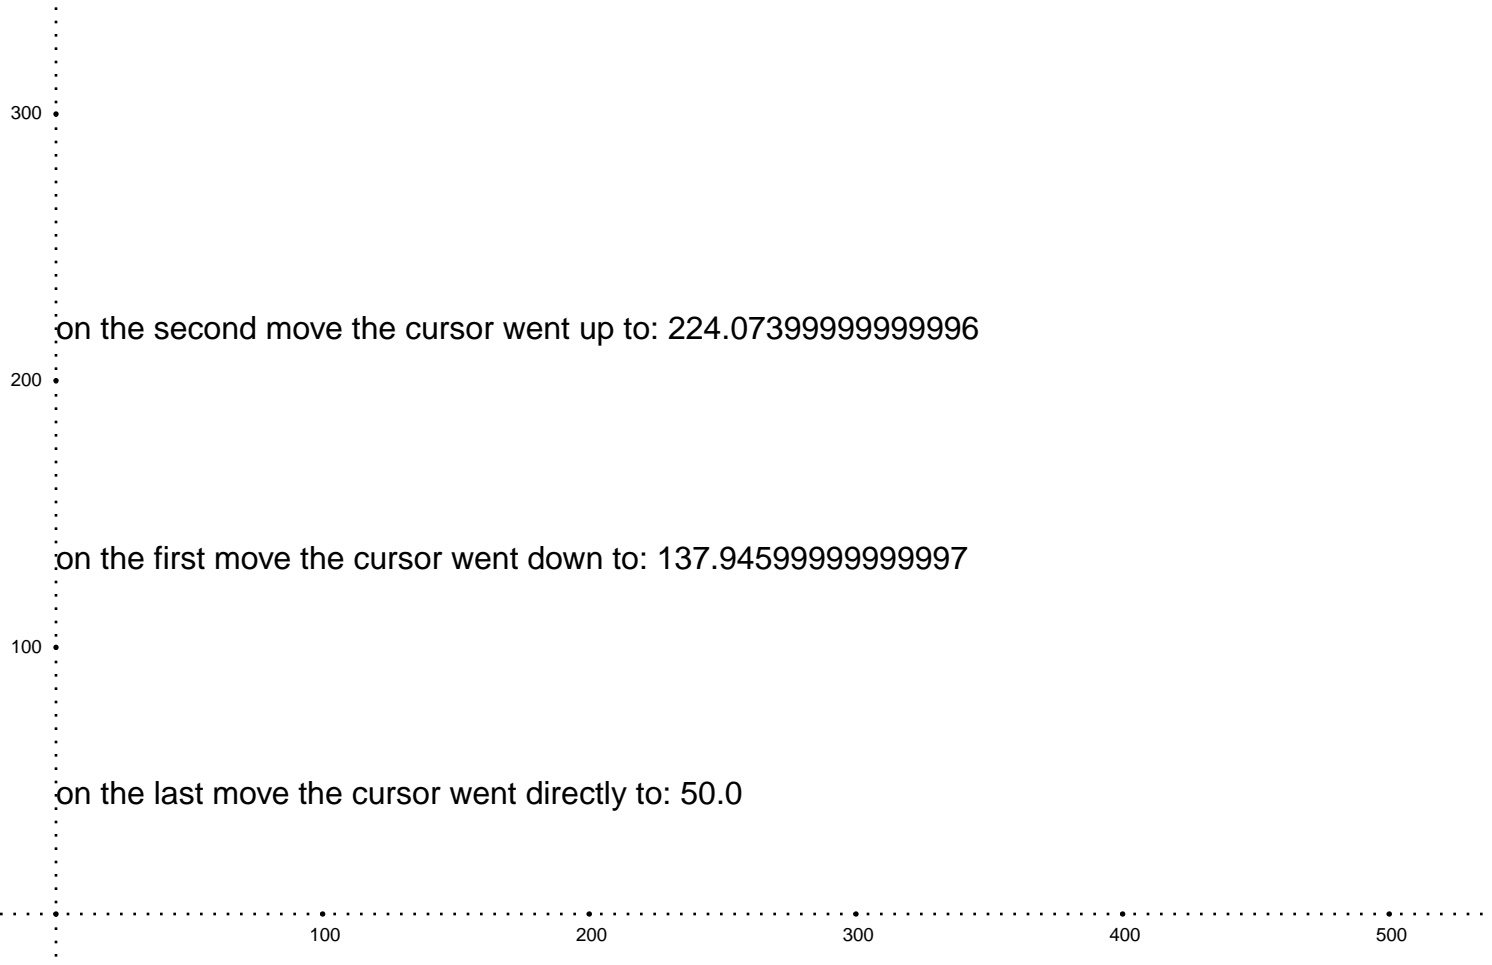 300
on the second move the cursor went up to: 224.07399999999996
200
on the first move the cursor went down to: 137.94599999999997
100
on the last move the cursor went directly to: 50.0
100 200 300 400 500